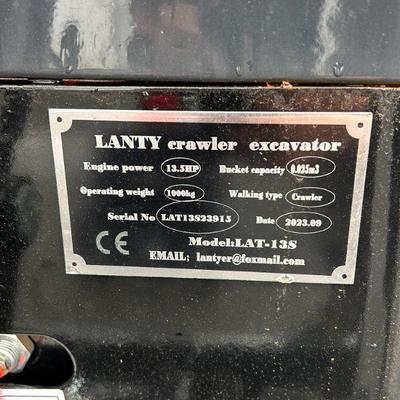 LANTY crawler excavator
Engine power 13.5HP Bucket capacity 0.025m3
Operating weight 1000kg Walking type Crawler
Serial No LAT13S23915 Date 2023.09
CE Model:LAT-13S
EMAIL: lantyer@foxmail.com